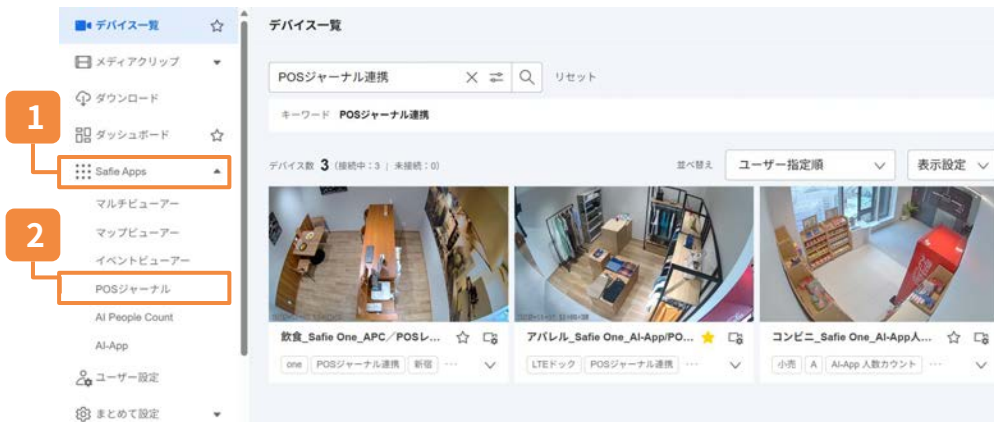 デバイス一覧
メディアクリップ
ダウンロード
1
ダッシュボード
Safie Apps
マルチビューアー
2
マップビューアー
イベントビューアー
POSジャーナル
AI People Count
AI-App
ユーザー設定
まとめて設定
デバイス一覧
POSジャーナル連携 リセット
キーワード POSジャーナル連携
デバイス数 3 (接続中：3 | 未接続：0) 並べ替え ユーザー指定順 表示設定
飲食_Safie One_APC／POSレ... アパレル_Safie One_AI-App/PO... コンビニ_Safie One_AI-App人...
one POSジャーナル連携 新宿 ··· LTEドック POSジャーナル連携 ··· 小売 A AI-App 人数カウント ···